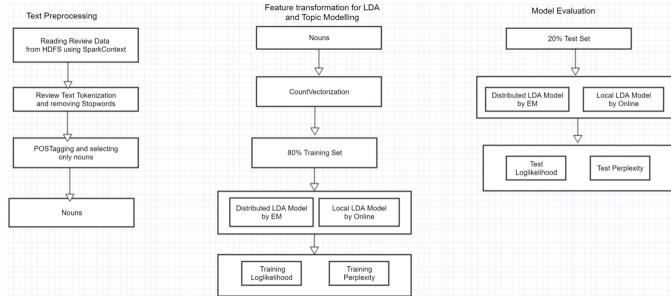 Text Preprocessing
Reading Review Data
from HDFS using SparkContext
Review Text Tokenization
and removing Stopwords
POSTagging and selecting
only nouns
Nouns
Feature transformation for LDA
and Topic Modelling
Nouns
CountVectorization
80% Training Set
Distributed LDA Model
by EM
Local LDA Model
by Online
Training
Loglikelihood
Training
Perplexity
Model Evaluation
20% Test Set
Distributed LDA Model
by EM
Local LDA Model
by Online
Test
Loglikelihood
Test Perplexity